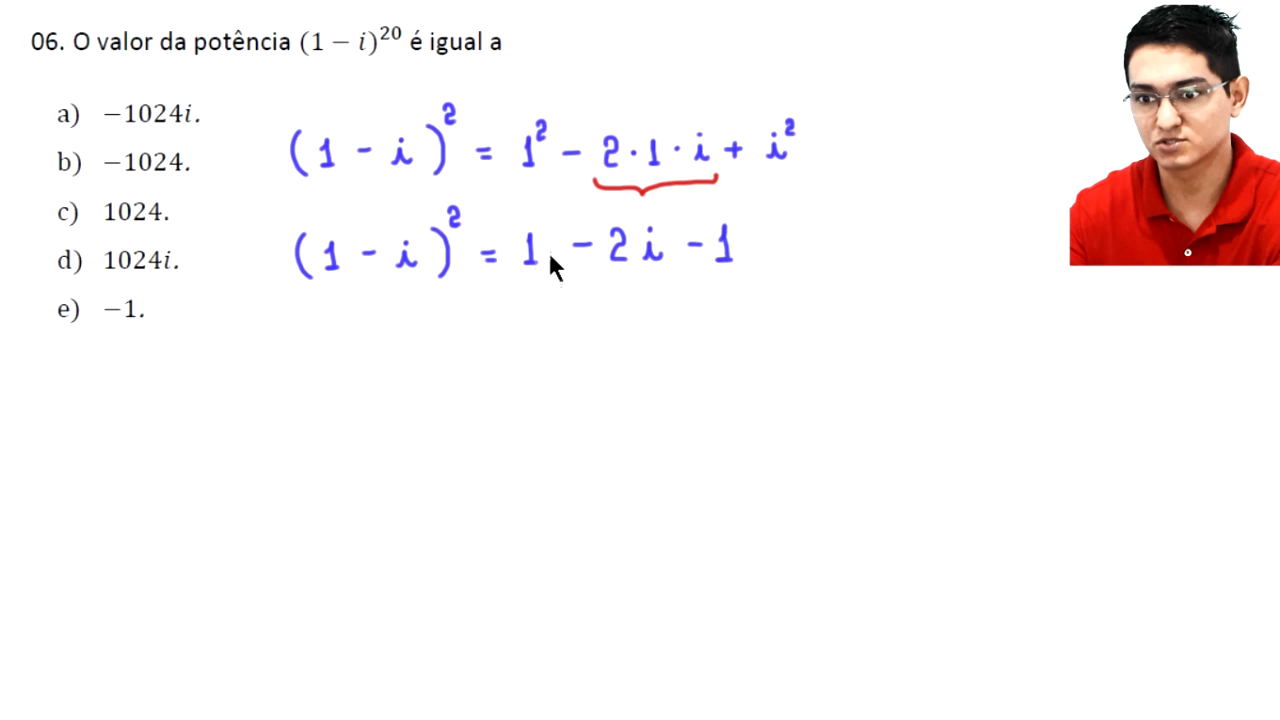 06. O valor da potência (1 − i)²⁰ é igual a
a) −1024i.
b) −1024.
c) 1024.
d) 1024i.
e) −1.
(1 - i)² = 1² - 2 · 1 · i + i²
(1 - i)² = 1 - 2i - 1